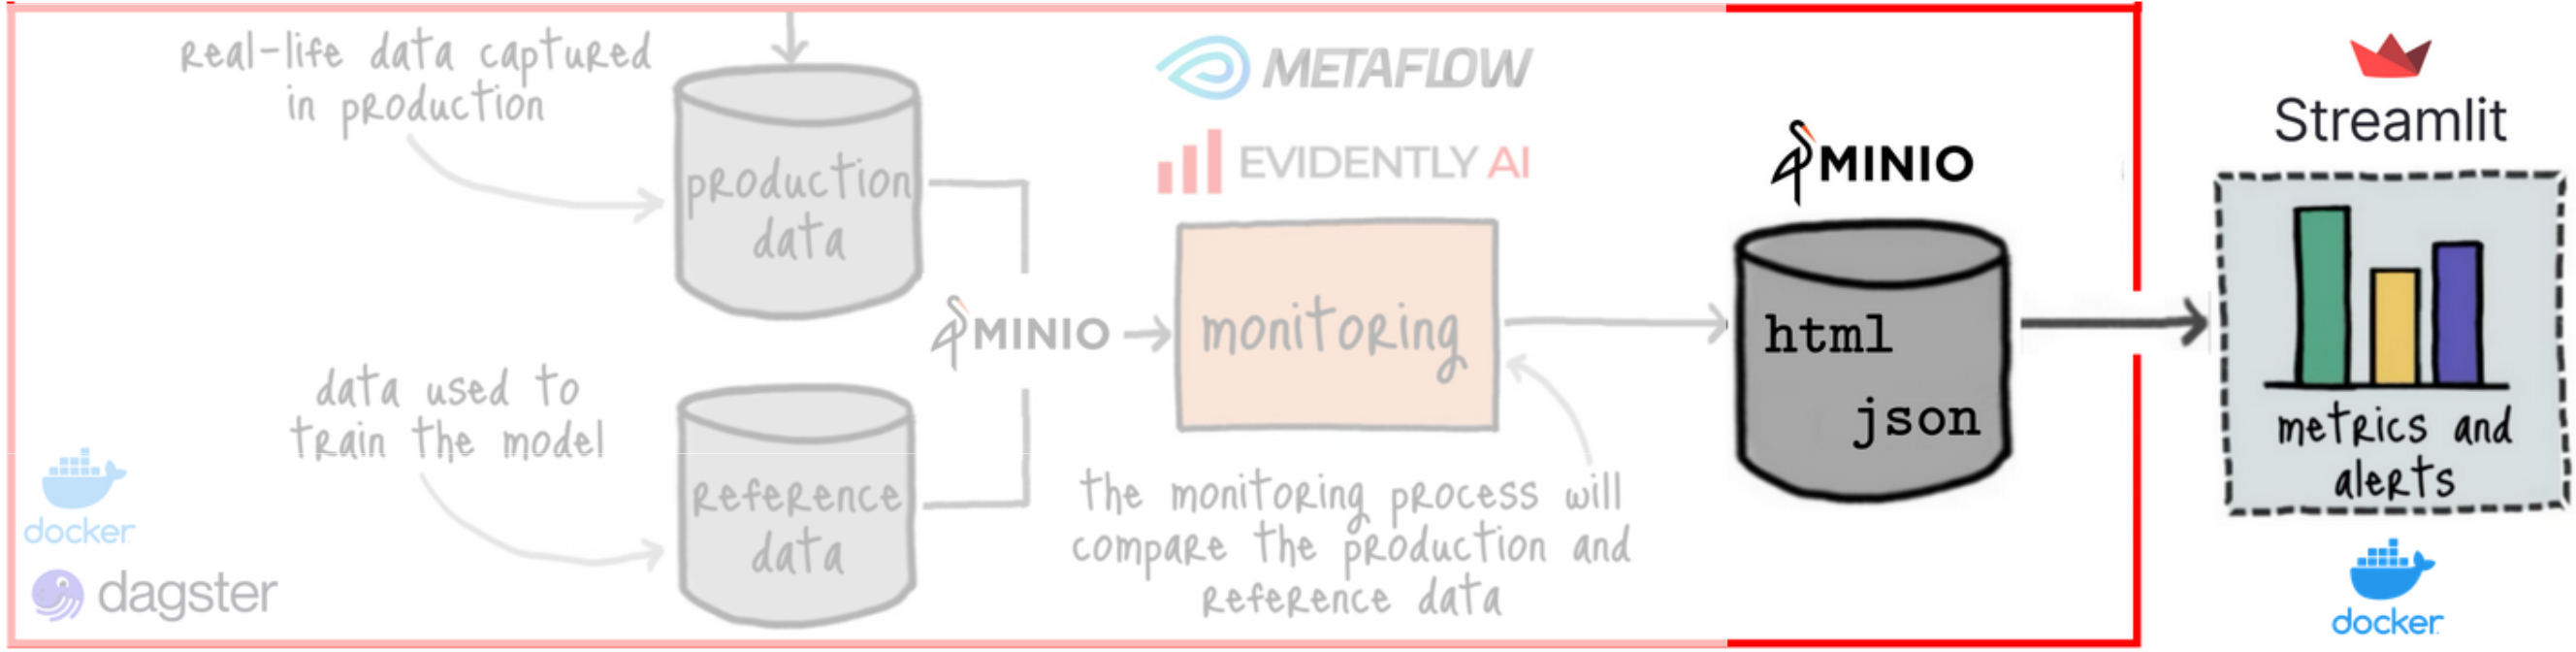 real-life data captured
in production
production
data
METAFLOW
EVIDENTLY AI
MINIO
html
json
Streamlit
metrics and
alerts
docker
MINIO
monitoring
data used to
train the model
reference
data
the monitoring process will
compare the production and
reference data
docker
dagster